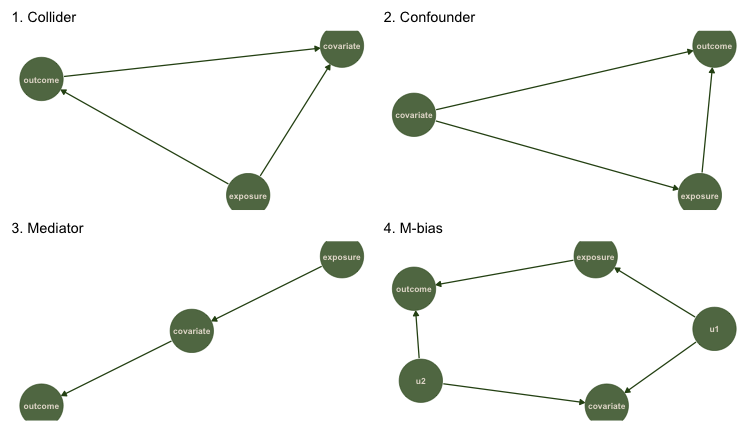 1. Collider
covariate
outcome
exposure
2. Confounder
outcome
covariate
exposure
3. Mediator
exposure
covariate
outcome
4. M-bias
exposure
outcome
u1
u2
covariate